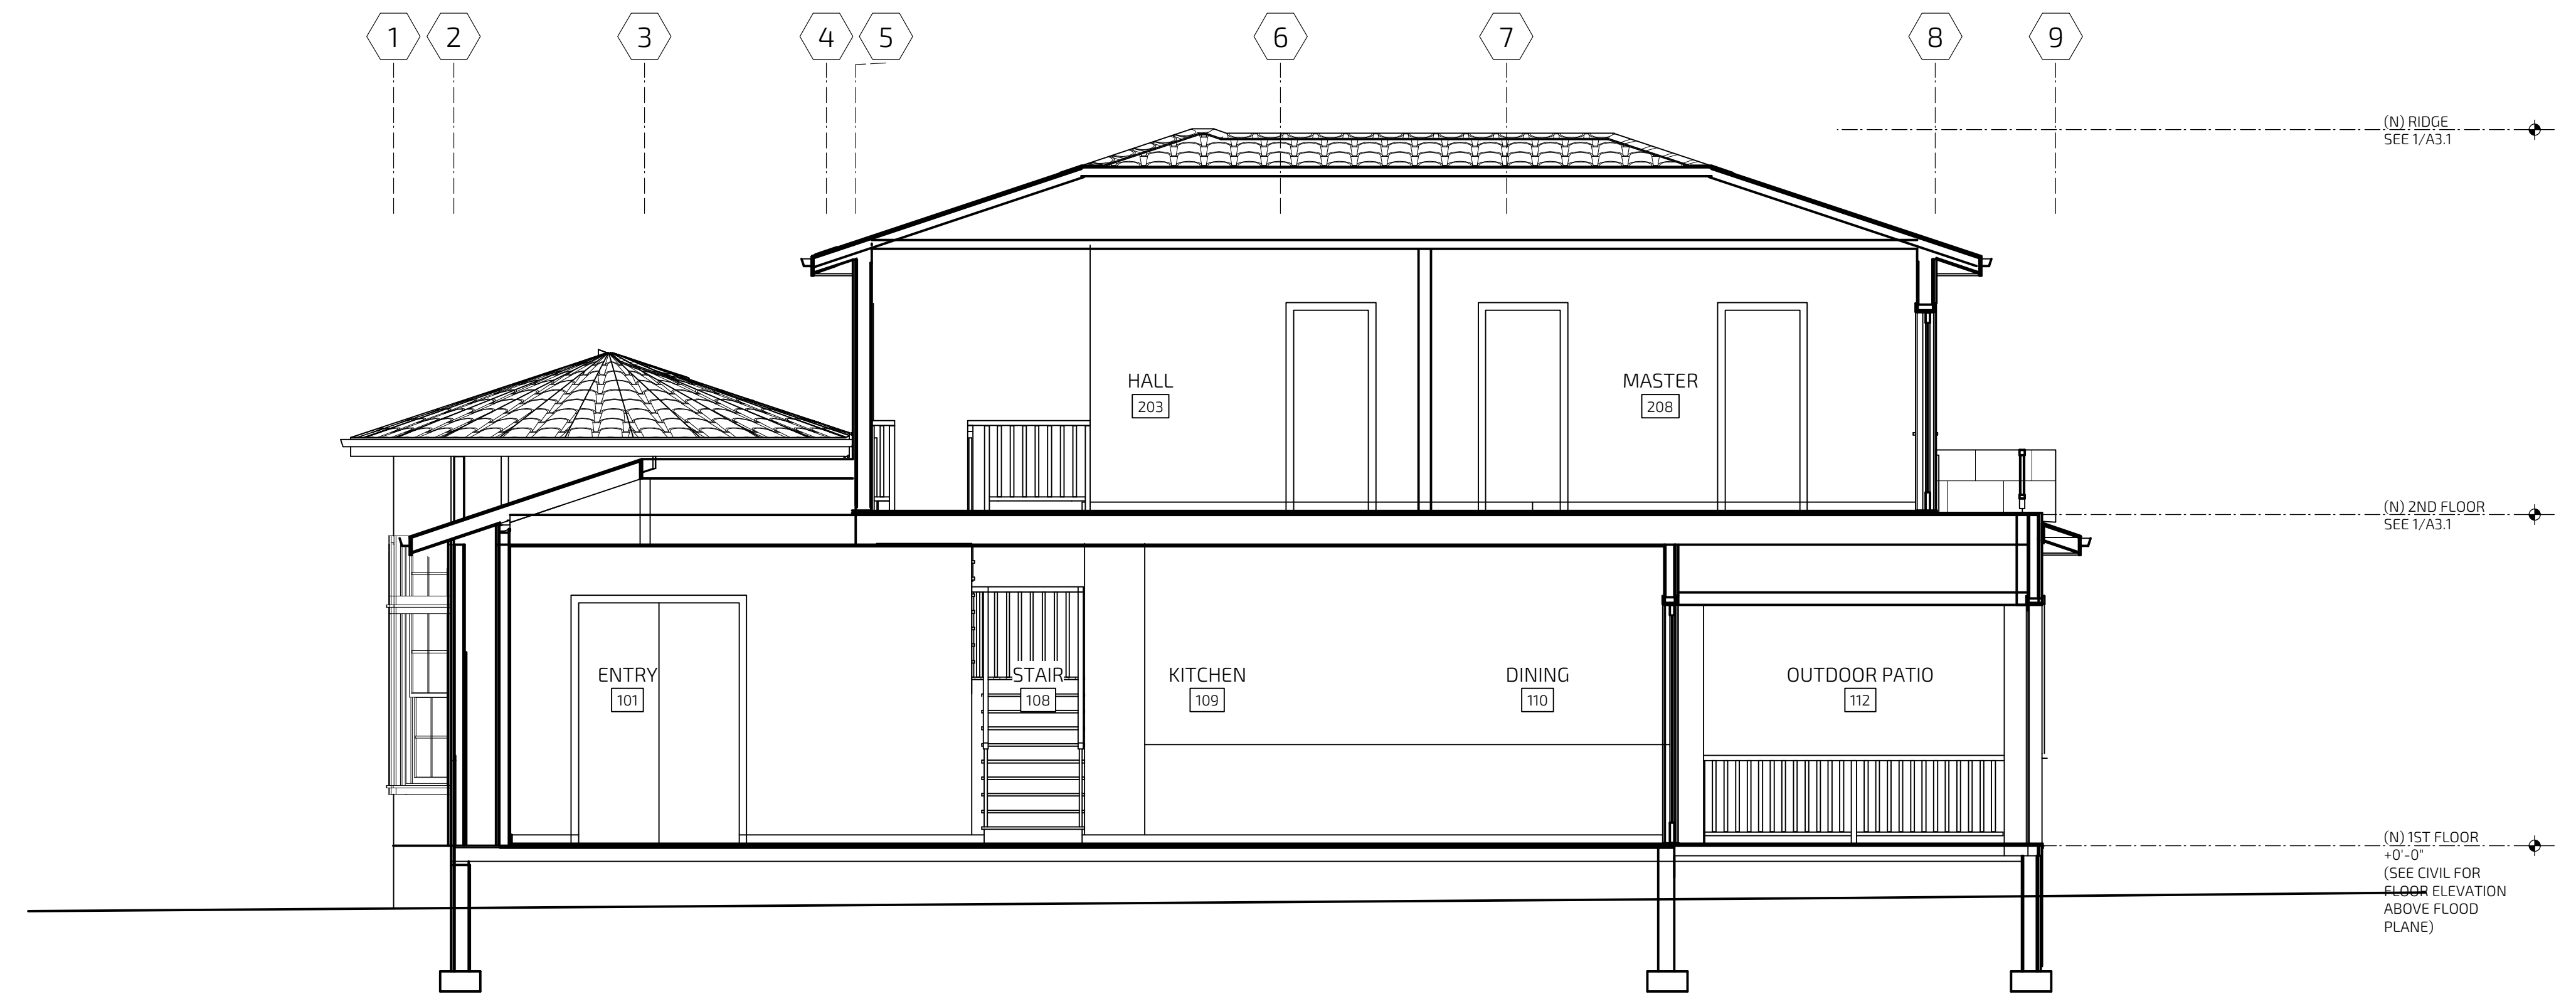 1
2
3
4
5
6
7
8
9
(N) RIDGE
SEE 1/A3.1
HALL
203
MASTER
208
(N) 2ND FLOOR
SEE 1/A3.1
ENTRY
101
STAIR
108
KITCHEN
109
DINING
110
OUTDOOR PATIO
112
(N) 1ST FLOOR
+0'-0"
(SEE CIVIL FOR
FLOOR ELEVATION
ABOVE FLOOD
PLANE)